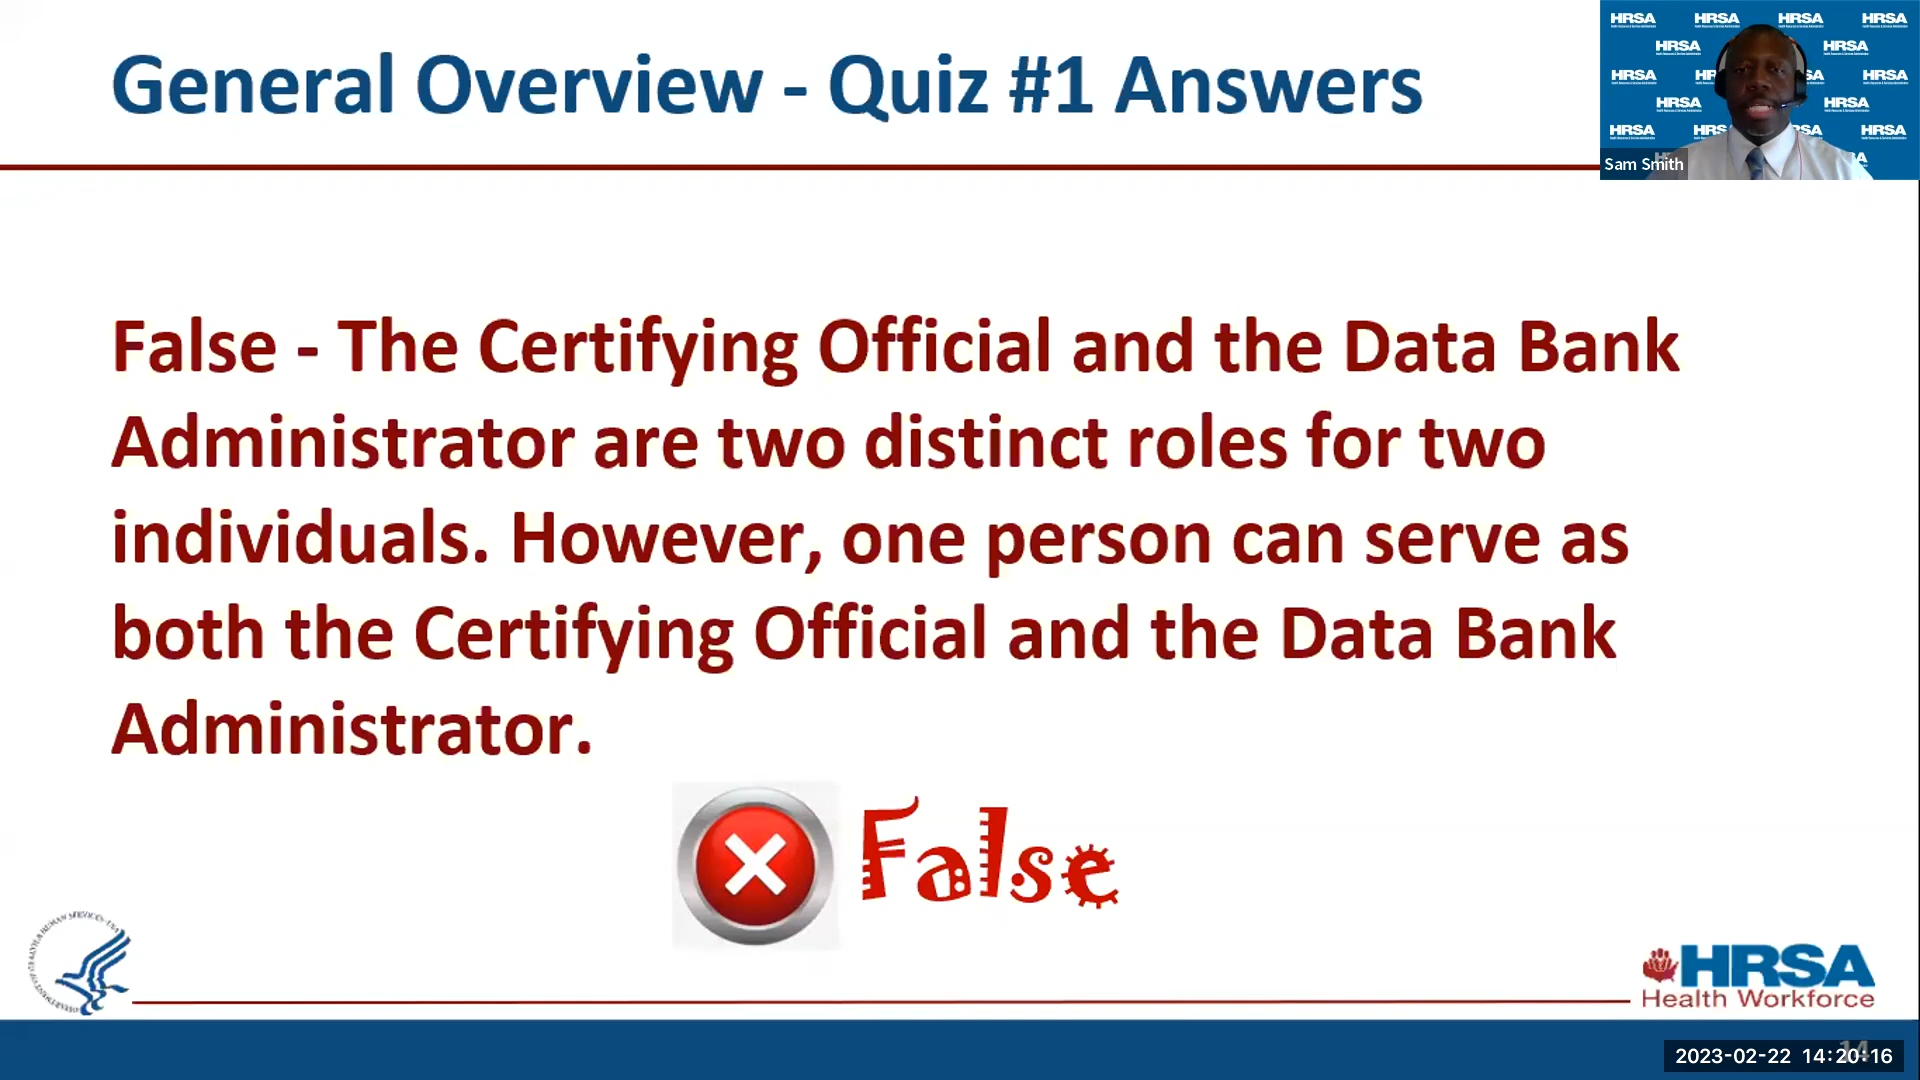 General Overview - Quiz #1 Answers
HRSA HRSA HRSA HRSA
HRSA HRSA
HRSA HRSA
HRSA HRSA
HRSA HRSA
Sam Smith
False - The Certifying Official and the Data Bank
Administrator are two distinct roles for two
individuals. However, one person can serve as
both the Certifying Official and the Data Bank
Administrator.
False
HRSA
Health Workforce
14
2023-02-22 14:20:16